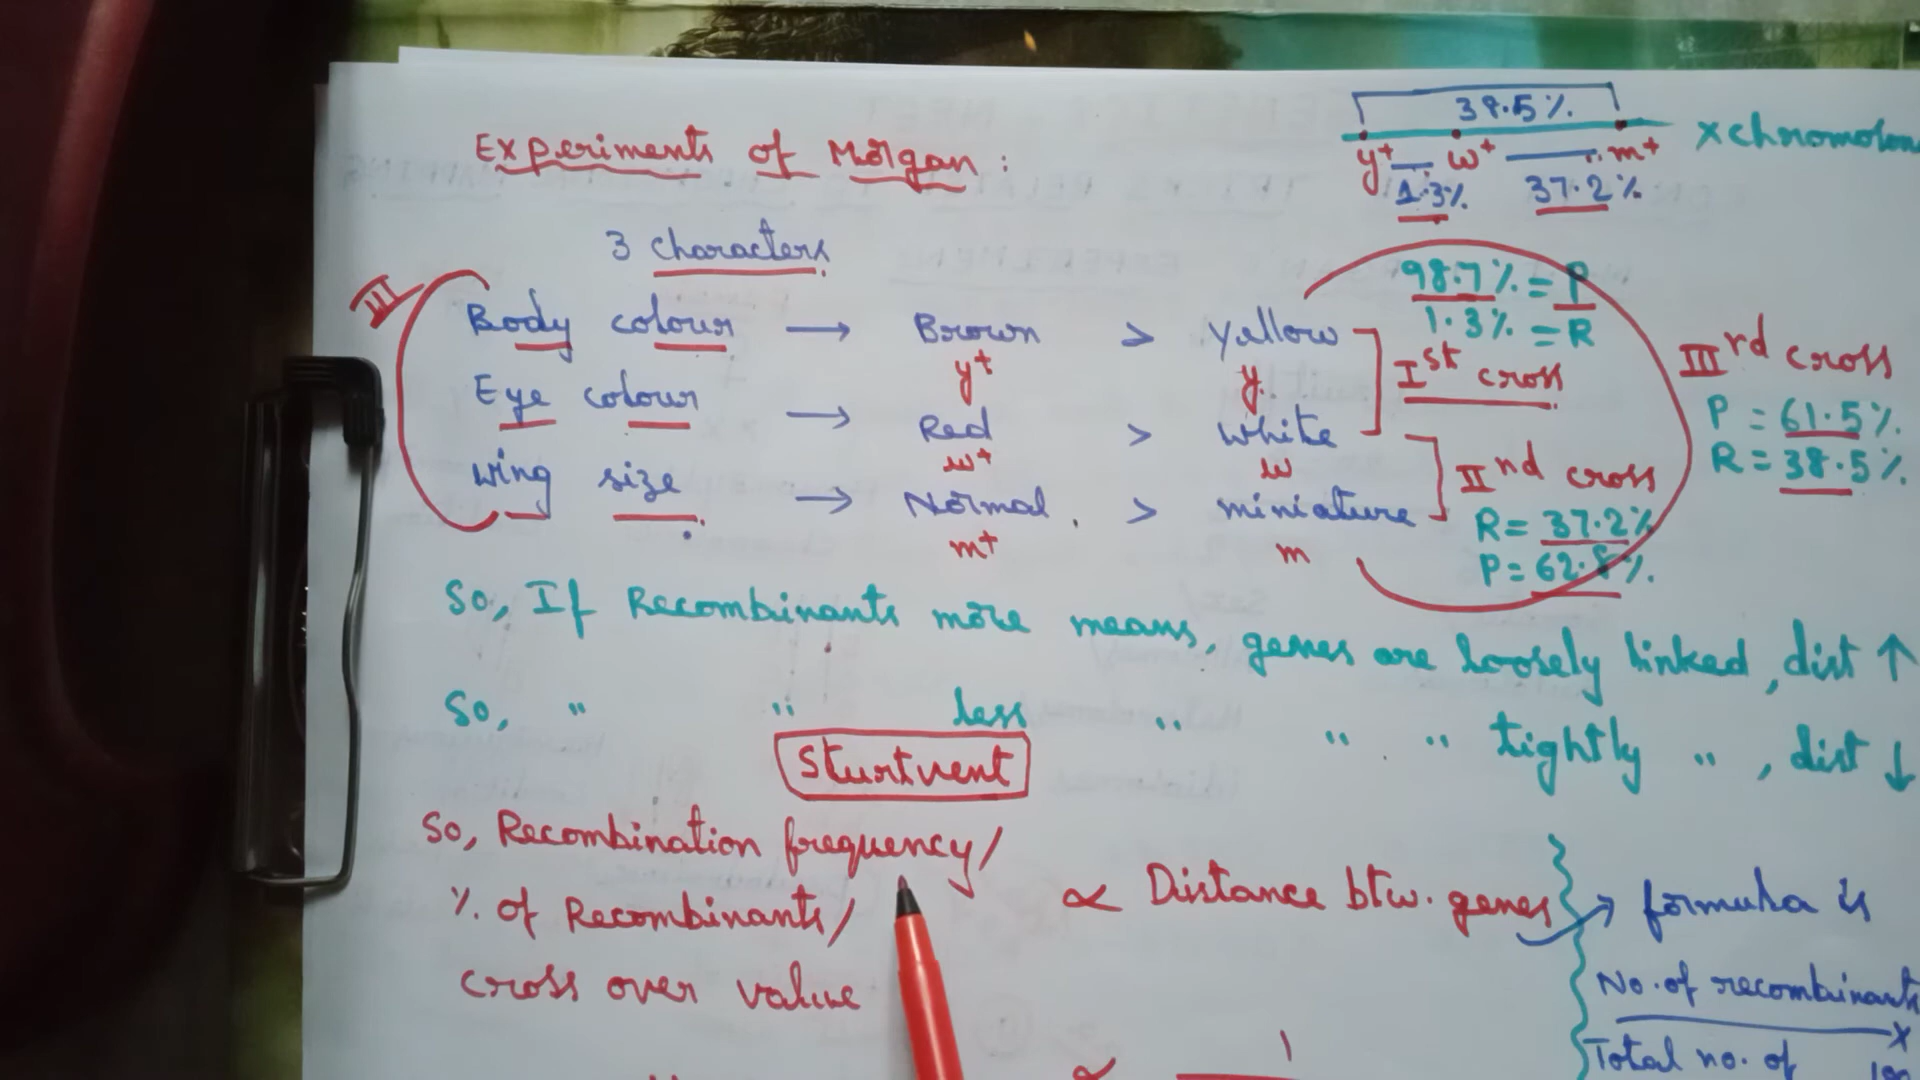 Experiments of Morgan :
38.5%
y+ w+ m+
1.3% 37.2%
3 characters
III
Body colour → Brown > yellow
y+ y
Eye colour → Red > white
w+ w
wing size → Normal > miniature
m+ m
98.7% = P
1.3% = R
Ist cross
IInd cross
R = 37.2%
P = 62.8%
IIIrd cross
P = 61.5%
R = 38.5%
So, If Recombinants more means, genes are loosely linked, dist ↑
So, " " less " " " tightly " , dist ↓
Sturtvent
So, Recombination frequency/
% of Recombinants/
cross over value
∝ Distance btw. genes
→ formula is
No. of recombinants
Total no. of
x
∝ 1